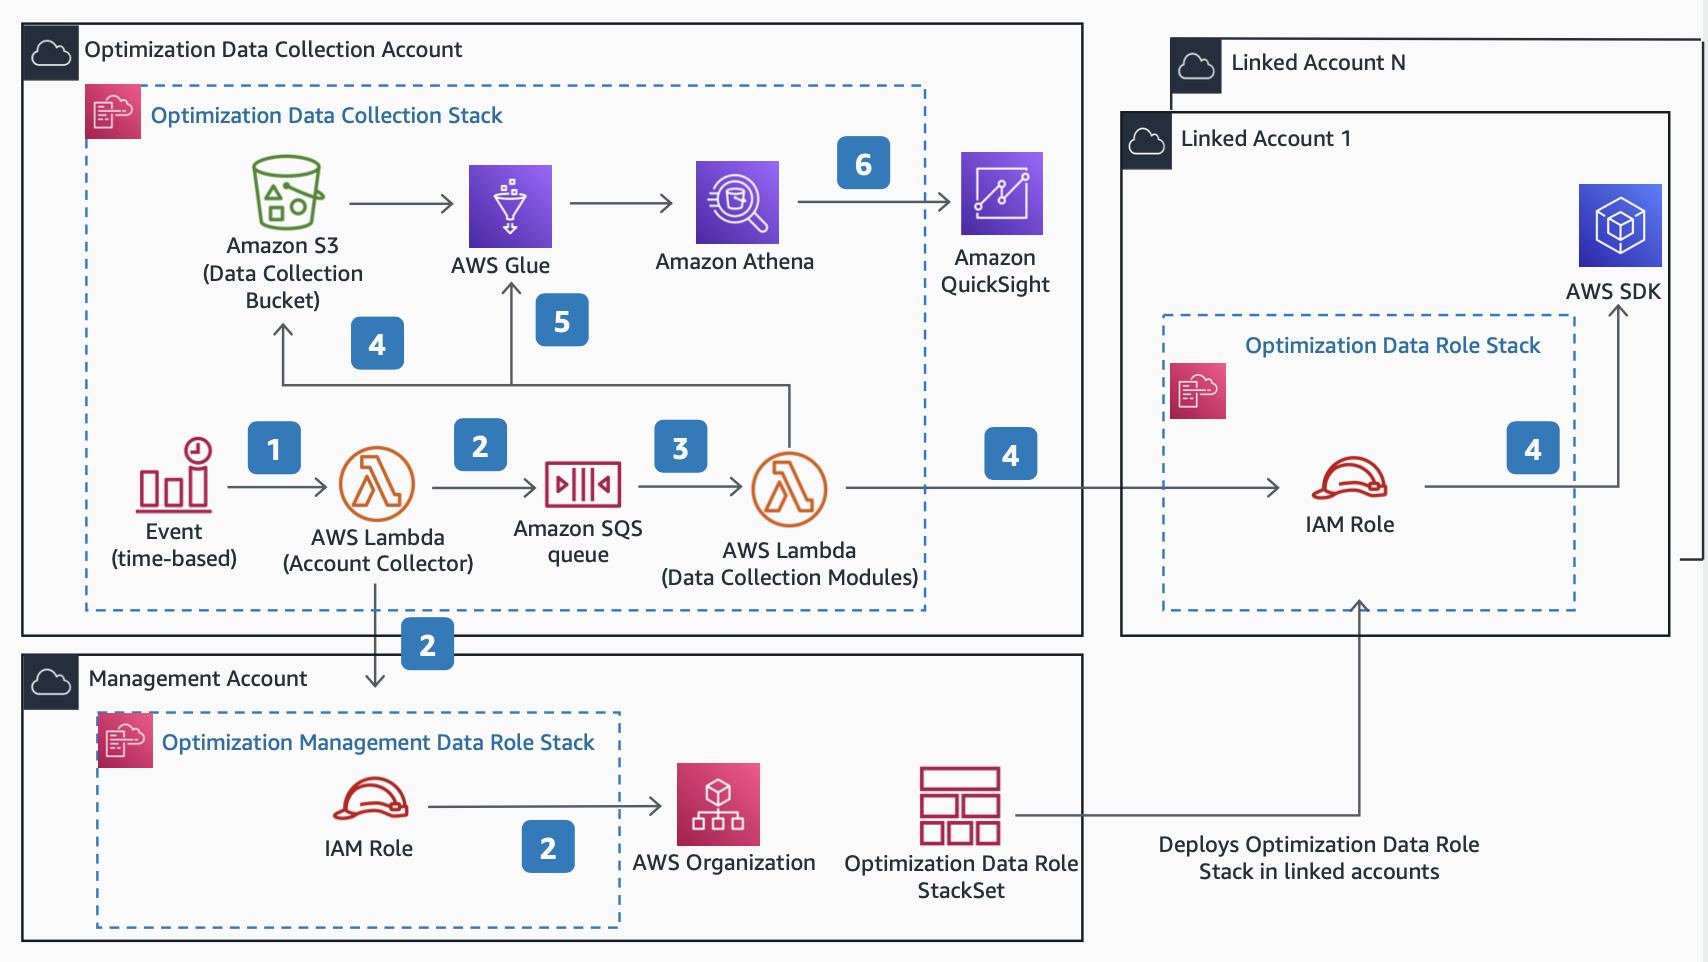 Optimization Data Collection Account
Optimization Data Collection Stack
Amazon S3
(Data Collection
Bucket)
AWS Glue
Amazon Athena
6
Amazon
QuickSight
4
5
1
2
3
4
Event
(time-based)
AWS Lambda
(Account Collector)
Amazon SQS
queue
AWS Lambda
(Data Collection Modules)
2
Linked Account N
Linked Account 1
AWS SDK
Optimization Data Role Stack
4
IAM Role
Management Account
Optimization Management Data Role Stack
IAM Role
2
AWS Organization
Optimization Data Role
StackSet
Deploys Optimization Data Role
Stack in linked accounts